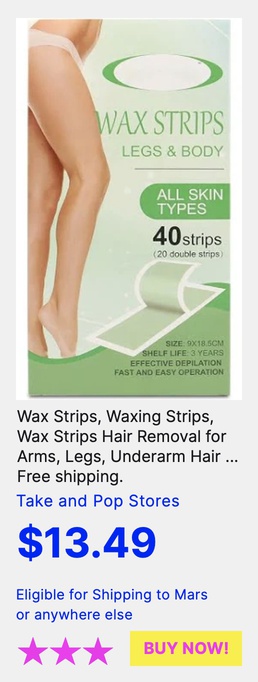 WAX STRIPS
LEGS & BODY
ALL SKIN
TYPES
40strips
(20 double strips)
SIZE: 9X18.5CM
SHELF LIFE: 3 YEARS
EFFECTIVE DEPILATION
FAST AND EASY OPERATION
Wax Strips, Waxing Strips,
Wax Strips Hair Removal for
Arms, Legs, Underarm Hair ...
Free shipping.
Take and Pop Stores
$13.49
Eligible for Shipping to Mars
or anywhere else
BUY NOW!